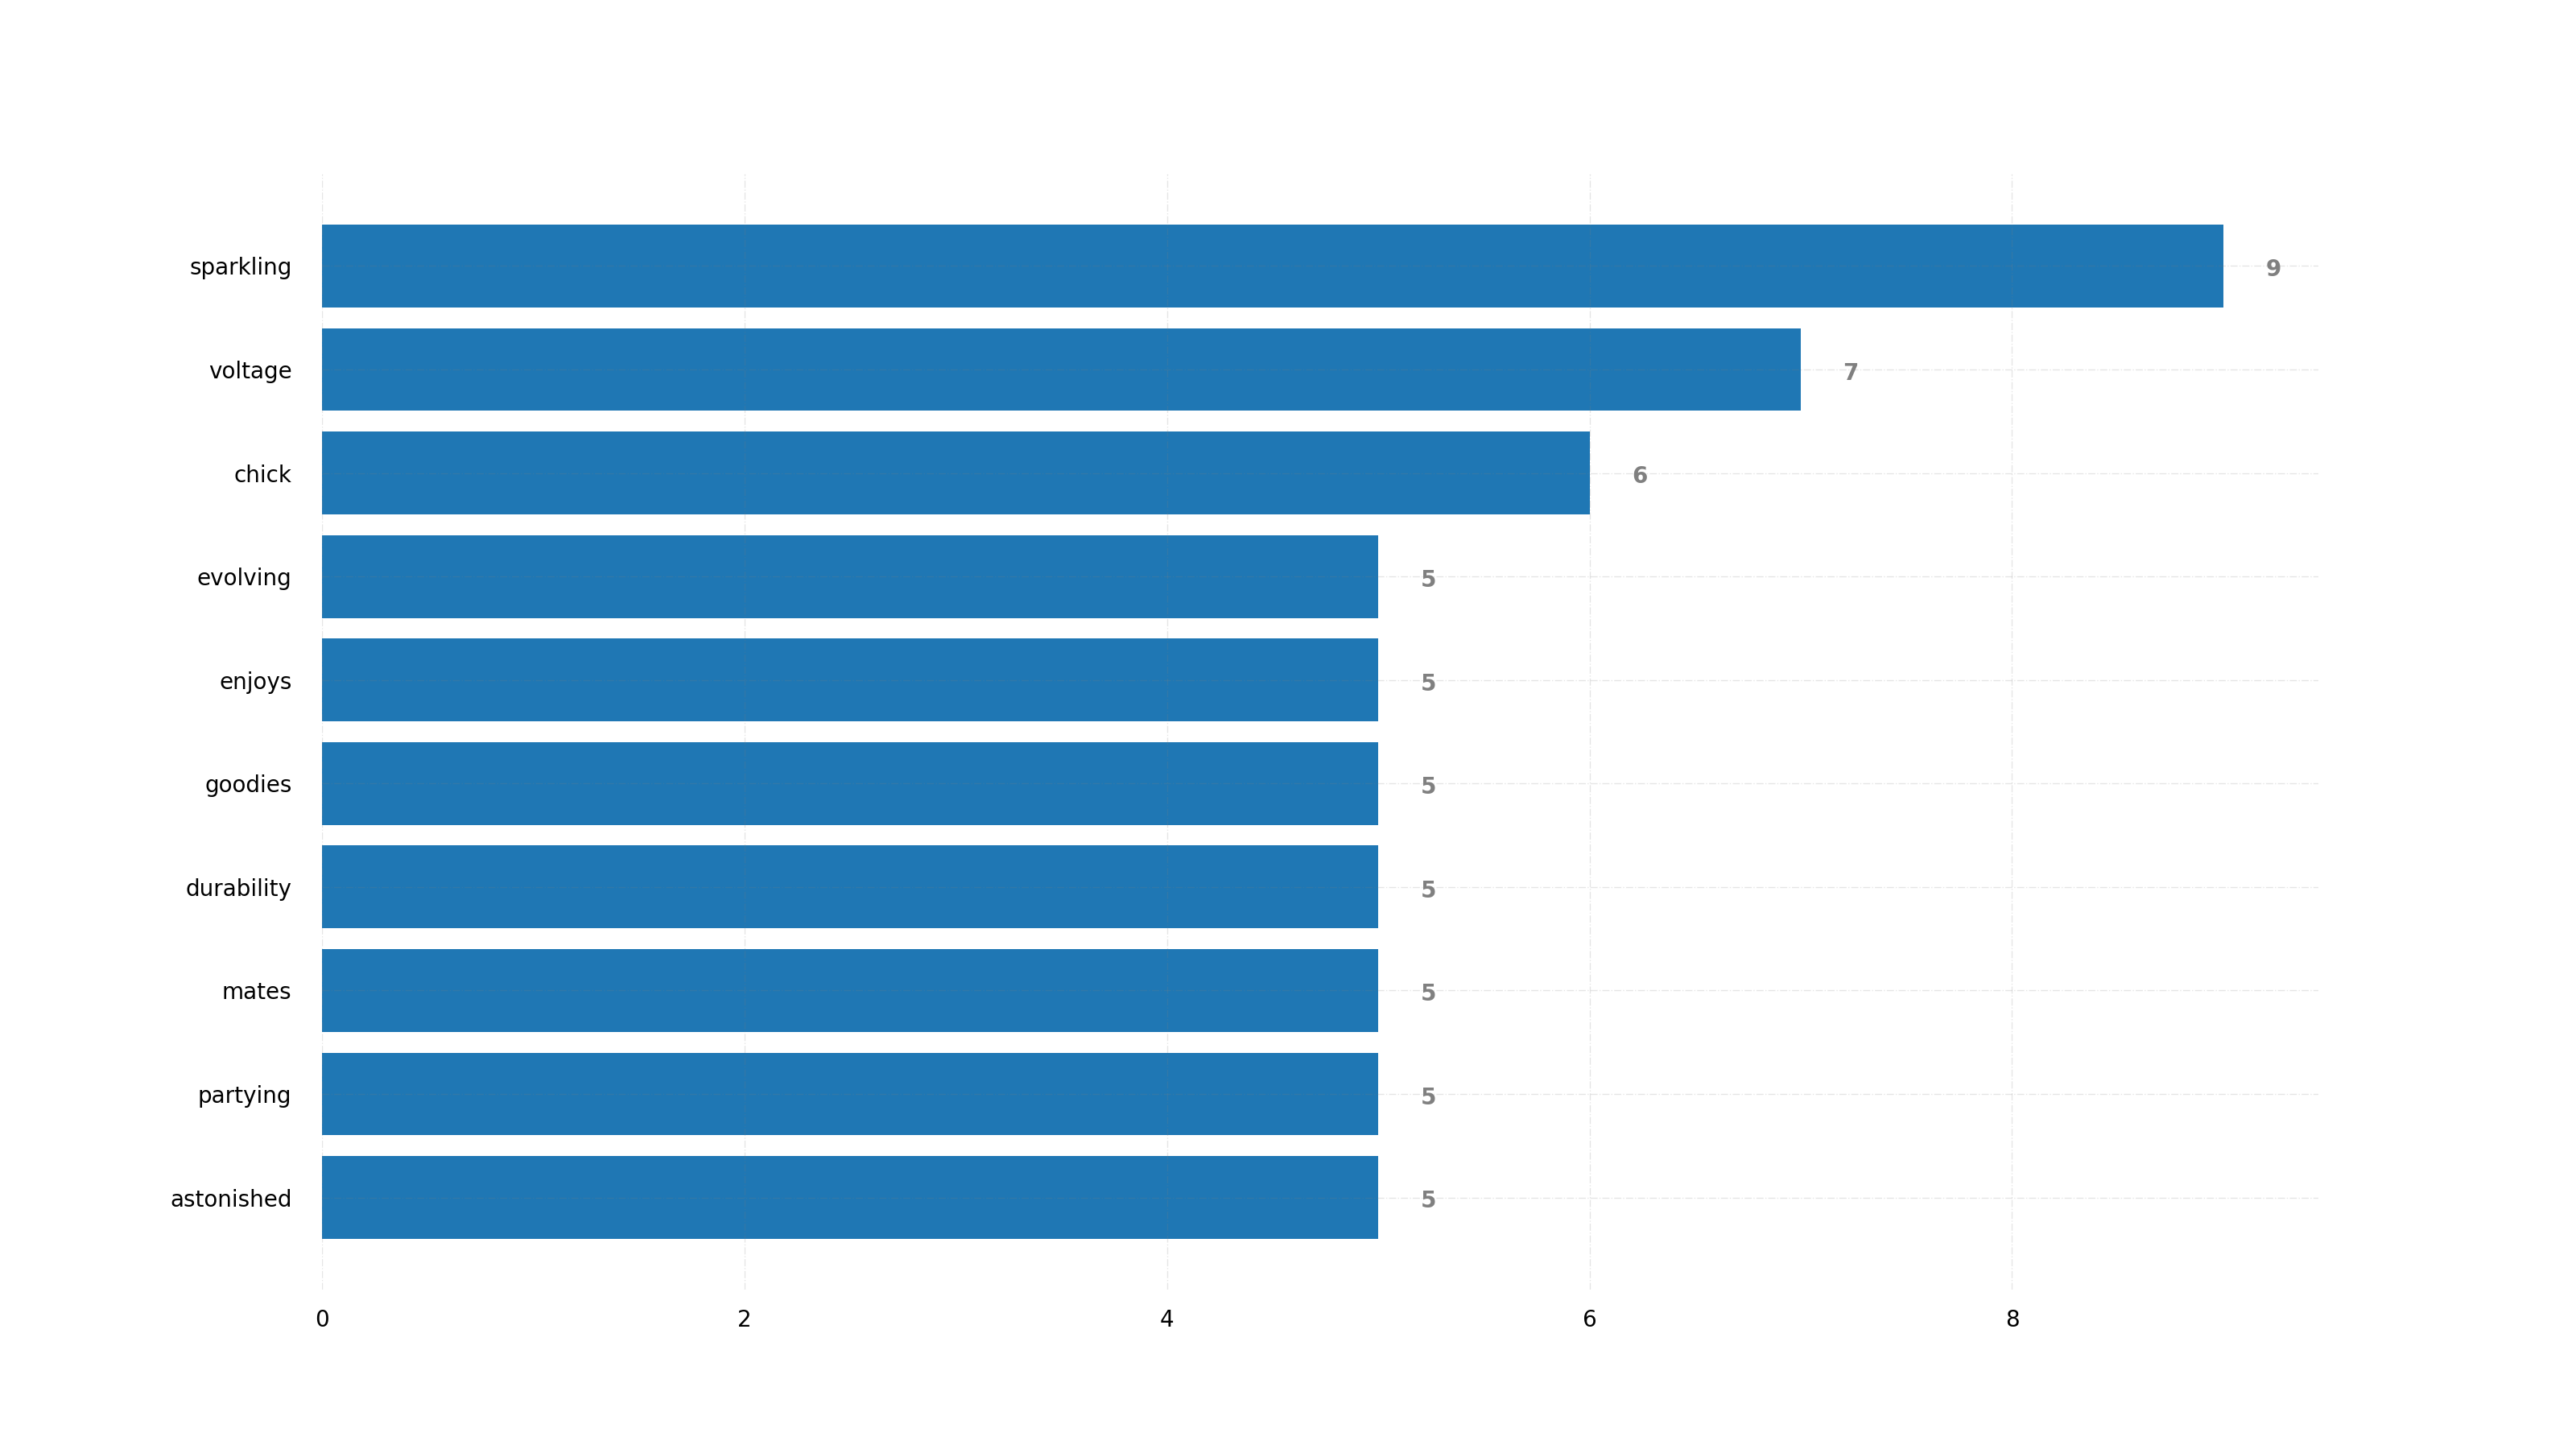 sparkling 9
voltage 7
chick 6
evolving 5
enjoys 5
goodies 5
durability 5
mates 5
partying 5
astonished 5
0 2 4 6 8